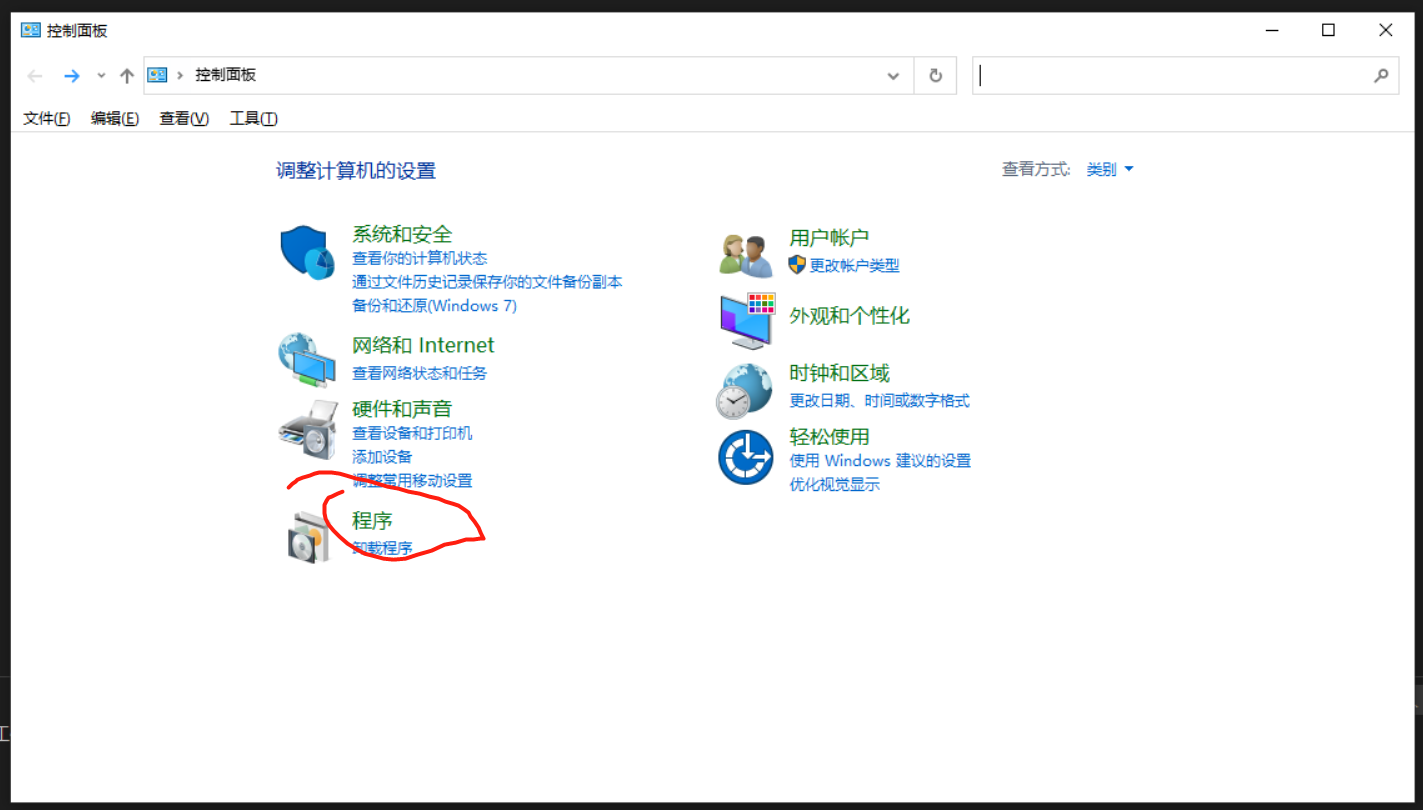 控制面板
控制面板
文件(F) 编辑(E) 查看(V) 工具(T)
调整计算机的设置
查看方式: 类别
系统和安全
查看你的计算机状态
通过文件历史记录保存你的文件备份副本
备份和还原(Windows 7)
网络和 Internet
查看网络状态和任务
硬件和声音
查看设备和打印机
添加设备
调整常用移动设置
程序
卸载程序
用户帐户
更改帐户类型
外观和个性化
时钟和区域
更改日期、时间或数字格式
轻松使用
使用 Windows 建议的设置
优化视觉显示